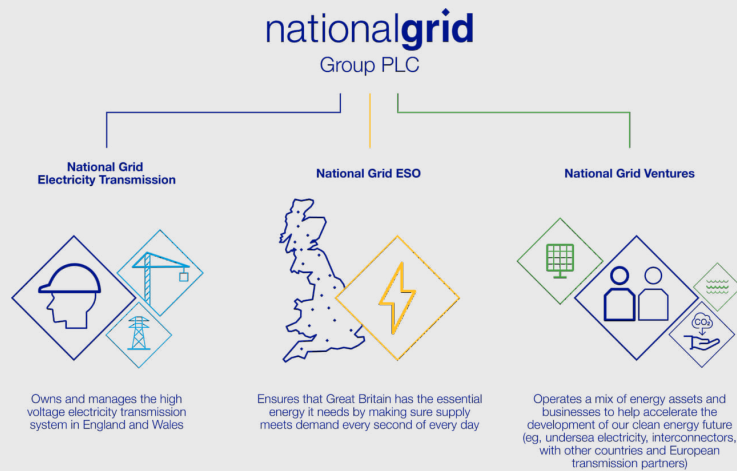 nationalgrid
Group PLC
National Grid
Electricity Transmission
National Grid ESO
National Grid Ventures
CO₂
Owns and manages the high
voltage electricity transmission
system in England and Wales
Ensures that Great Britain has the essential
energy it needs by making sure supply
meets demand every second of every day
Operates a mix of energy assets and
businesses to help accelerate the
development of our clean energy future
(eg, undersea electricity, interconnectors,
with other countries and European
transmission partners)